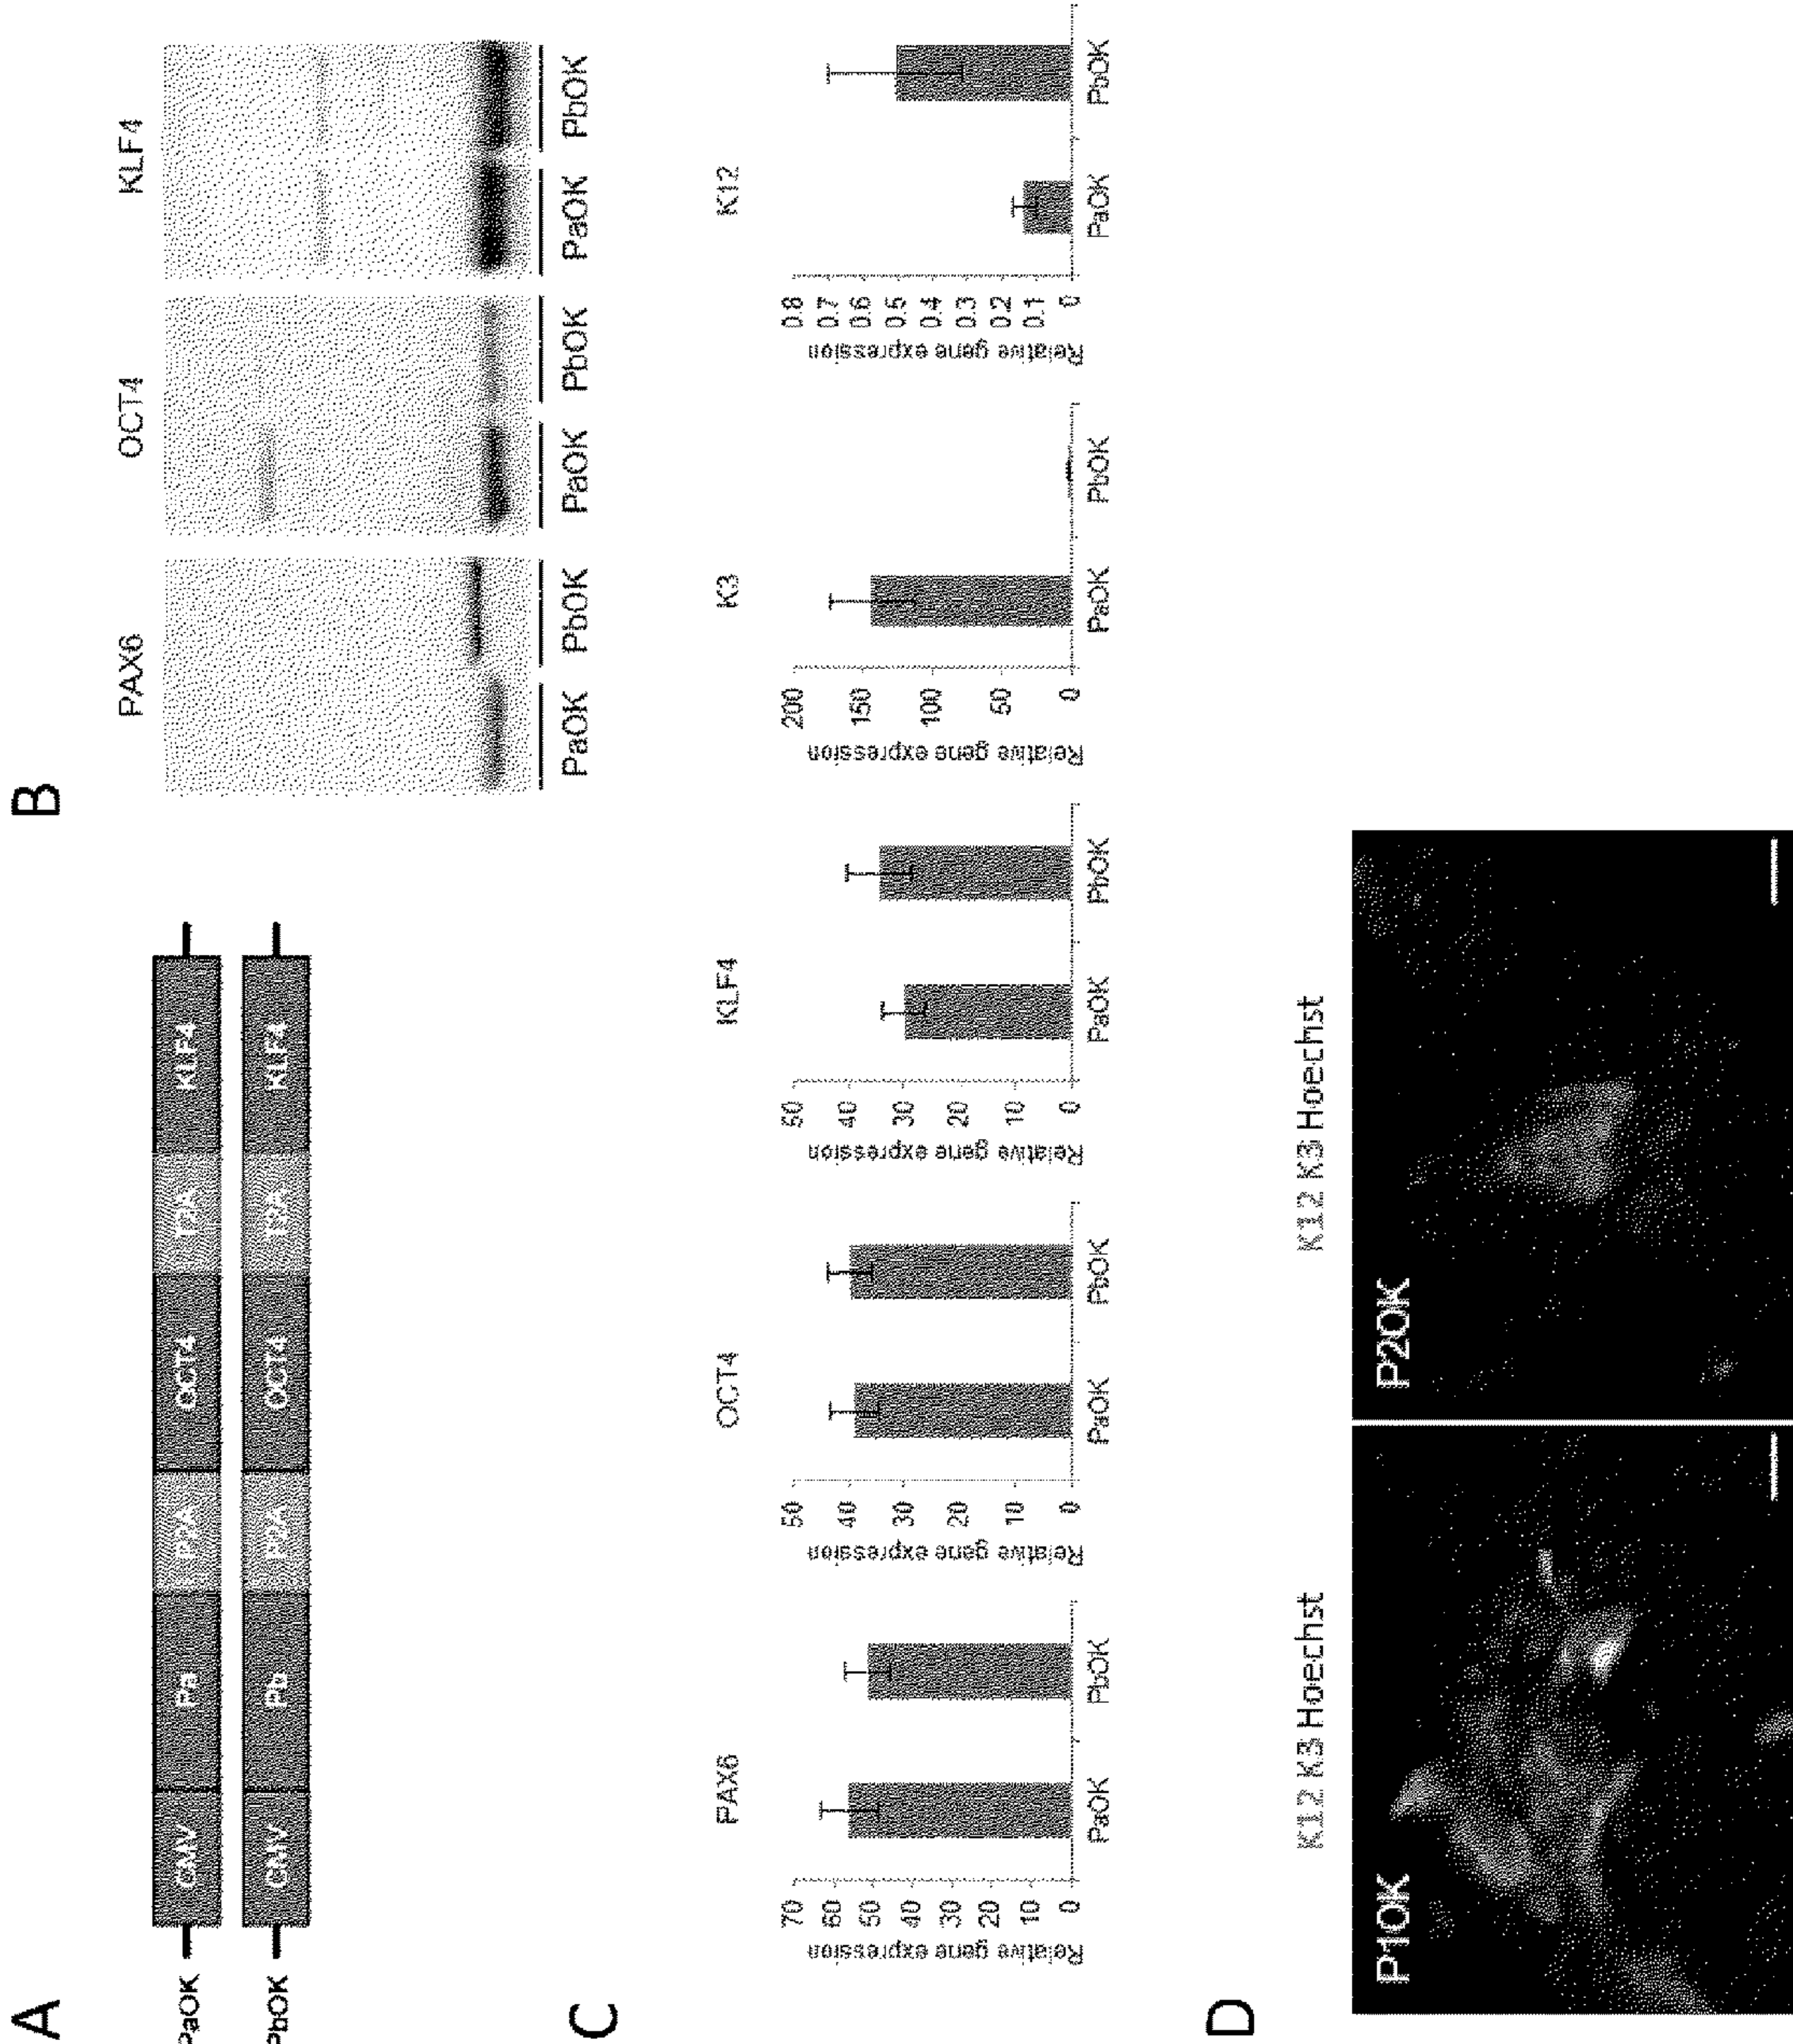 A
PaOK CMV Pa P2A OCT4 T2A KLF4
PbOK CMV Pb P2A OCT4 T2A KLF4
B
PAX6 OCT4 KLF4
PaOK PbOK PaOK PbOK PaOK PbOK
C
PAX6
Relative gene expression
70
60
50
40
30
20
10
0
PaOK PbOK
OCT4
Relative gene expression
50
40
30
20
10
0
PaOK PbOK
KLF4
Relative gene expression
50
40
30
20
10
0
PaOK PbOK
K3
Relative gene expression
200
150
100
50
0
PaOK PbOK
K12
Relative gene expression
0.8
0.7
0.6
0.5
0.4
0.3
0.2
0.1
0
PaOK PbOK
D
K12 K3 Hoechst
P1OK
K12 K3 Hoechst
P2OK